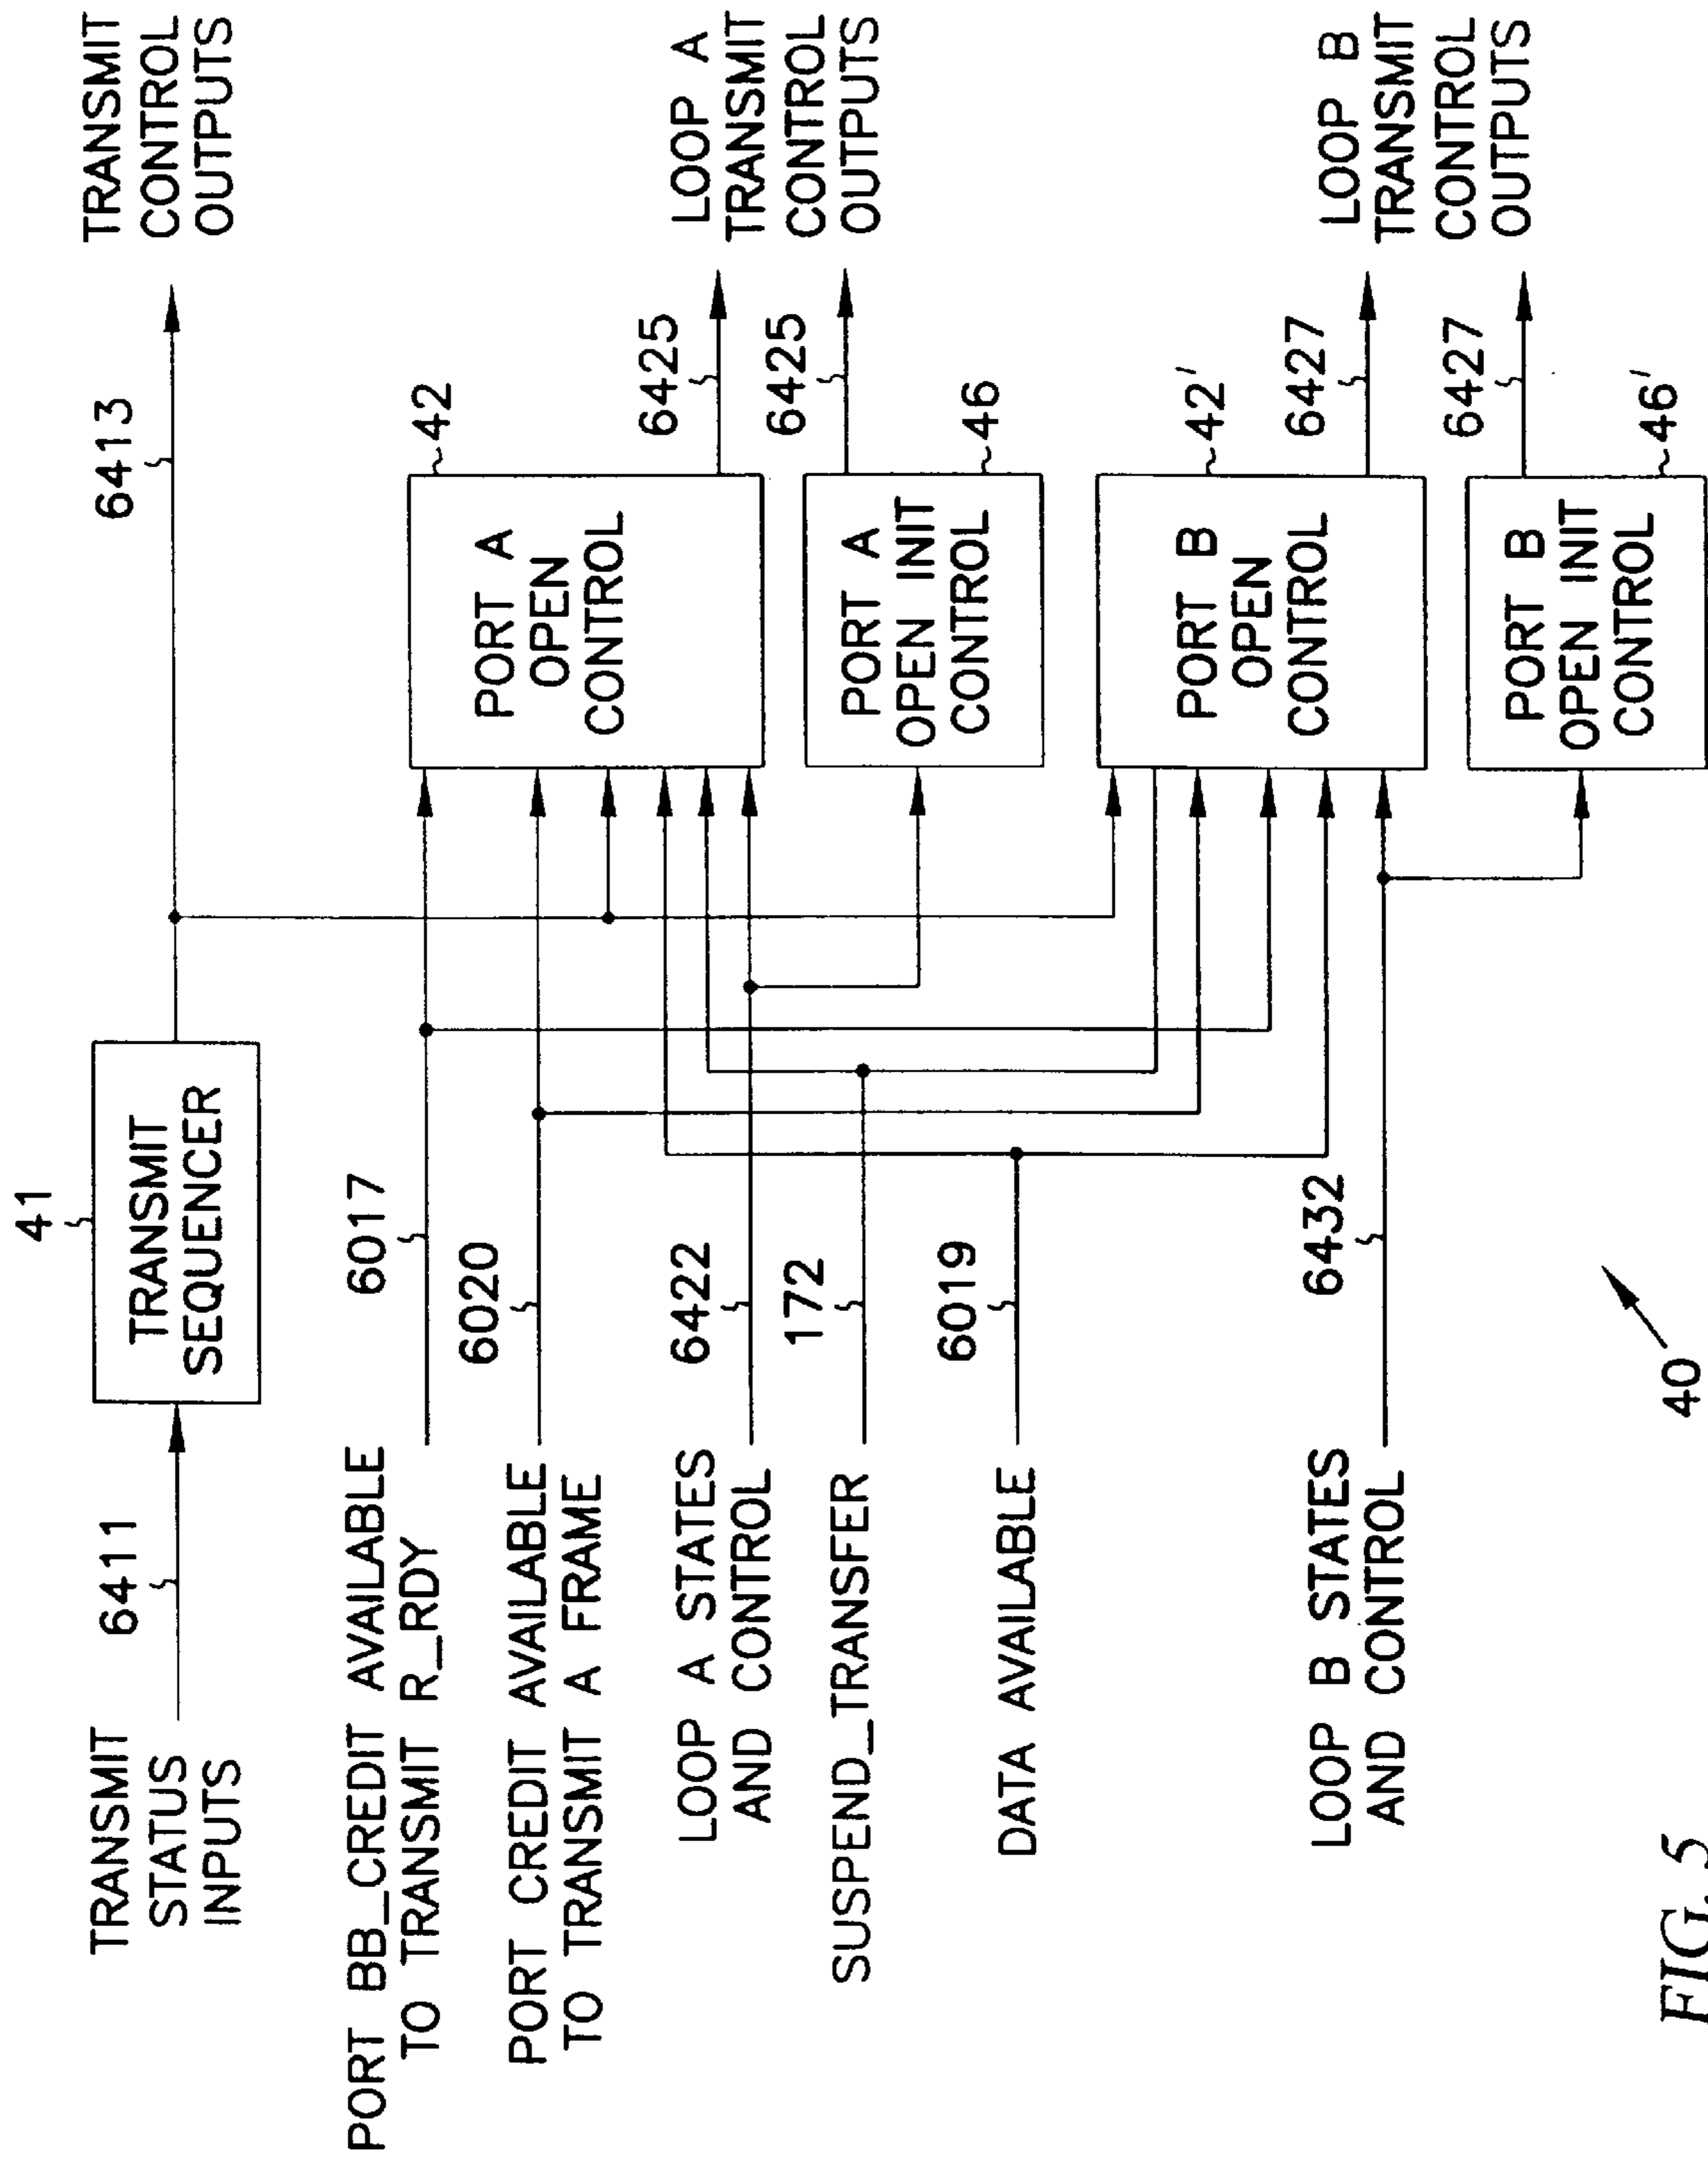 TRANSMIT
STATUS
INPUTS
6411
41
TRANSMIT
SEQUENCER
6413
TRANSMIT
CONTROL
OUTPUTS
PORT BB_CREDIT AVAILABLE
TO TRANSMIT R_RDY
6017
PORT CREDIT AVAILABLE
TO TRANSMIT A FRAME
6020
LOOP A STATES
AND CONTROL
6422
SUSPEND_TRANSFER
172
DATA AVAILABLE
6019
LOOP B STATES
AND CONTROL
6432
PORT A
OPEN
CONTROL
42
6425
LOOP A
TRANSMIT
CONTROL
OUTPUTS
PORT A
OPEN INIT
CONTROL
46
6425
PORT B
OPEN
CONTROL
42'
6427
LOOP B
TRANSMIT
CONTROL
OUTPUTS
PORT B
OPEN INIT
CONTROL
46'
6427
40
FIG. 5